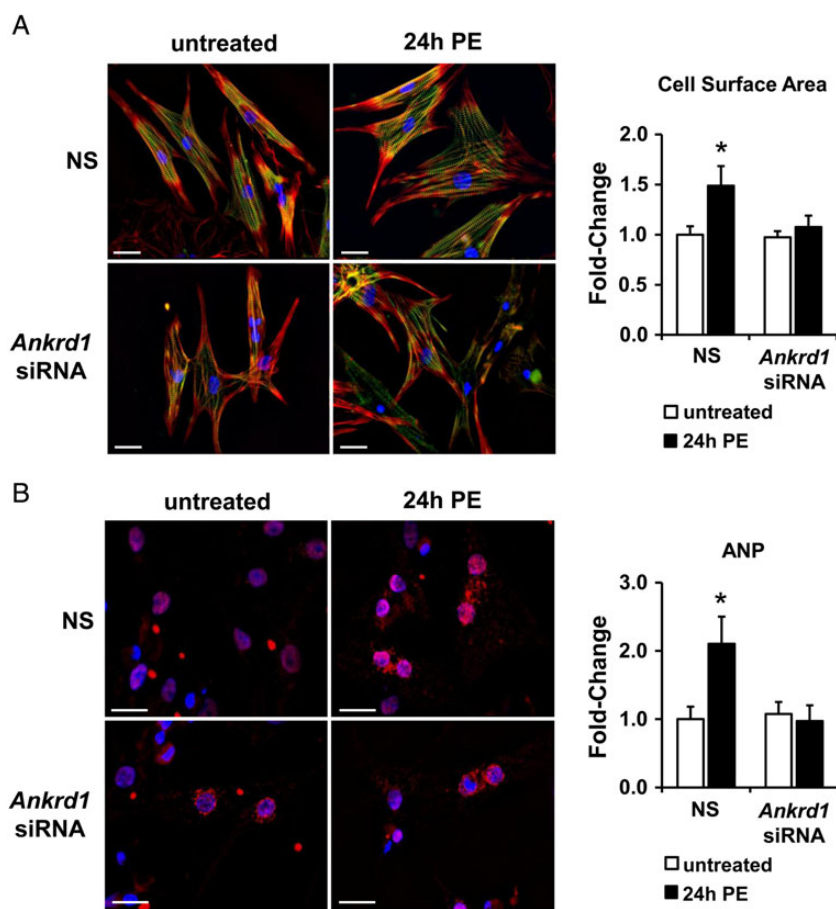 A
untreated
24h PE
NS
Ankrd1
siRNA
Cell Surface Area
Fold-Change
2.0
1.5
1.0
0.5
0.0
*
NS
Ankrd1
siRNA
untreated
24h PE
B
untreated
24h PE
NS
Ankrd1
siRNA
ANP
Fold-Change
3.0
2.0
1.0
0.0
*
NS
Ankrd1
siRNA
untreated
24h PE